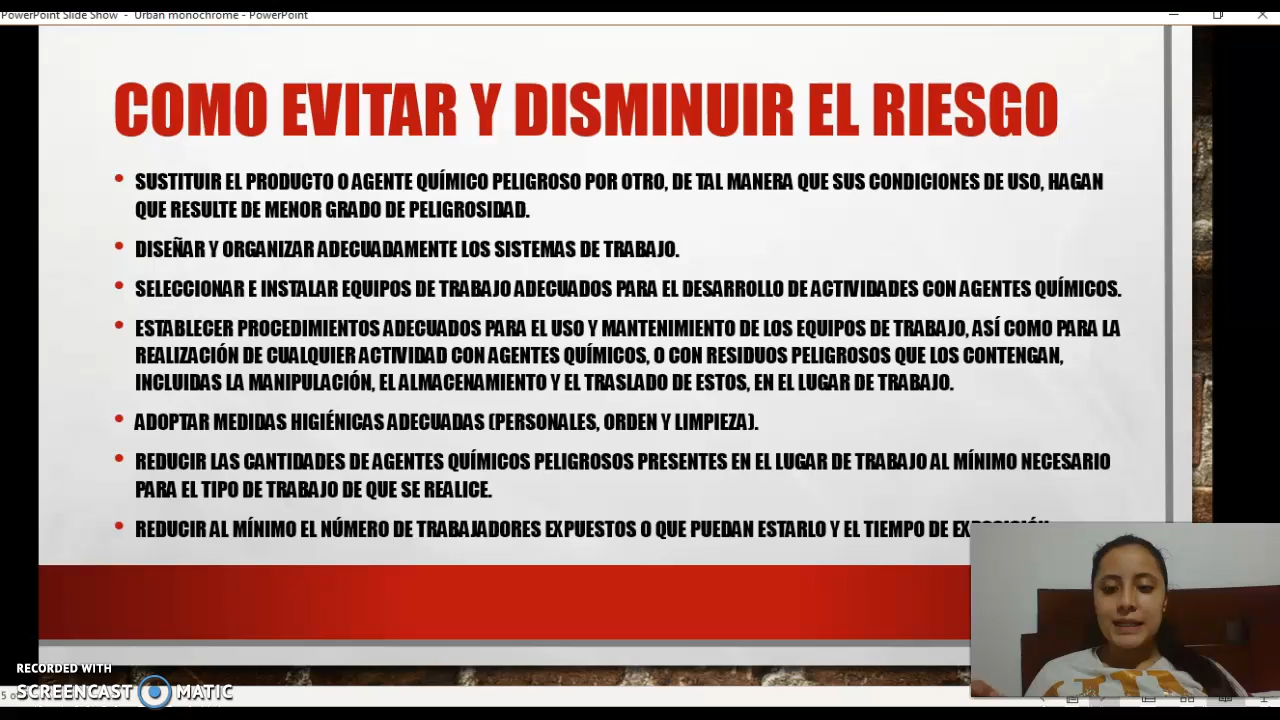 PowerPoint Slide Show - Urban monochrome - PowerPoint
COMO EVITAR Y DISMINUIR EL RIESGO
• SUSTITUIR EL PRODUCTO O AGENTE QUÍMICO PELIGROSO POR OTRO, DE TAL MANERA QUE SUS CONDICIONES DE USO, HAGAN
QUE RESULTE DE MENOR GRADO DE PELIGROSIDAD.
• DISEÑAR Y ORGANIZAR ADECUADAMENTE LOS SISTEMAS DE TRABAJO.
• SELECCIONAR E INSTALAR EQUIPOS DE TRABAJO ADECUADOS PARA EL DESARROLLO DE ACTIVIDADES CON AGENTES QUÍMICOS.
• ESTABLECER PROCEDIMIENTOS ADECUADOS PARA EL USO Y MANTENIMIENTO DE LOS EQUIPOS DE TRABAJO, ASÍ COMO PARA LA
REALIZACIÓN DE CUALQUIER ACTIVIDAD CON AGENTES QUÍMICOS, O CON RESIDUOS PELIGROSOS QUE LOS CONTENGAN,
INCLUIDAS LA MANIPULACIÓN, EL ALMACENAMIENTO Y EL TRASLADO DE ESTOS, EN EL LUGAR DE TRABAJO.
• ADOPTAR MEDIDAS HIGIÉNICAS ADECUADAS (PERSONALES, ORDEN Y LIMPIEZA).
• REDUCIR LAS CANTIDADES DE AGENTES QUÍMICOS PELIGROSOS PRESENTES EN EL LUGAR DE TRABAJO AL MÍNIMO NECESARIO
PARA EL TIPO DE TRABAJO DE QUE SE REALICE.
• REDUCIR AL MÍNIMO EL NÚMERO DE TRABAJADORES EXPUESTOS O QUE PUEDAN ESTARLO Y EL TIEMPO DE
RECORDED WITH
SCREENCAST MATIC